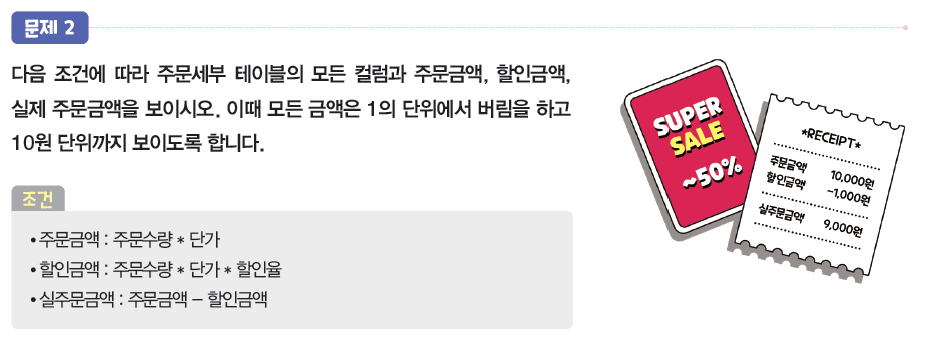 문제 2
다음 조건에 따라 주문세부 테이블의 모든 컬럼과 주문금액, 할인금액,
실제 주문금액을 보이시오. 이때 모든 금액은 1의 단위에서 버림을 하고
10원 단위까지 보이도록 합니다.
조건
• 주문금액 : 주문수량 * 단가
• 할인금액 : 주문수량 * 단가 * 할인율
• 실주문금액 : 주문금액 – 할인금액
SUPER
SALE
~50%
*RECEIPT*
주문금액 10,000원
할인금액 -1,000원
실주문금액 9,000원